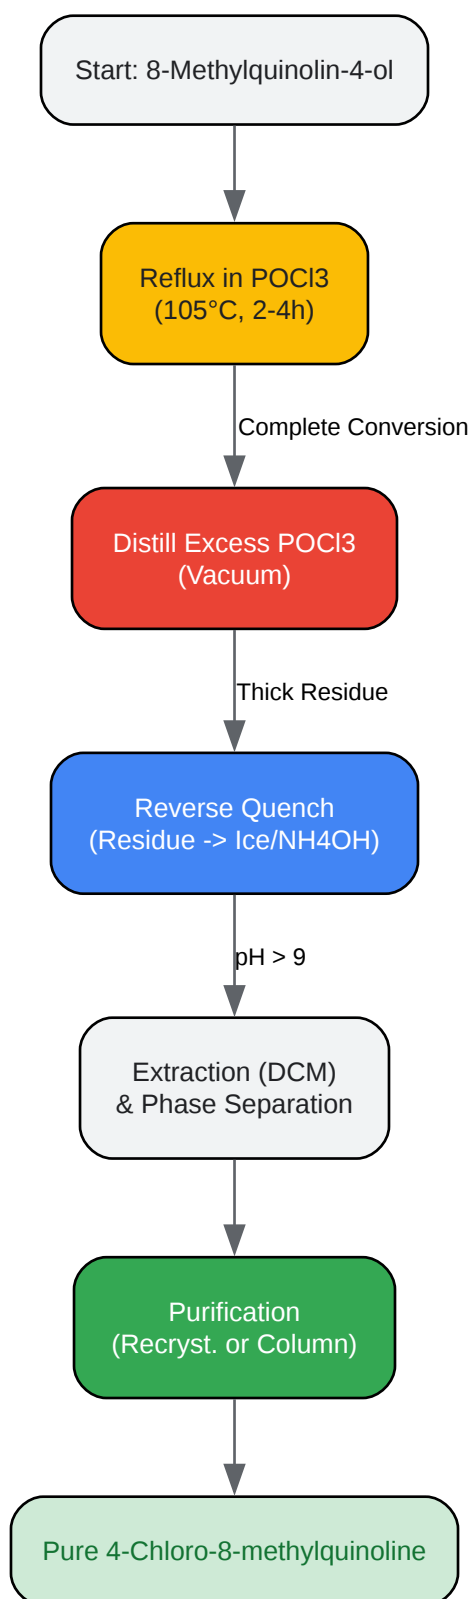 Start: 8-Methylquinolin-4-ol
Reflux in POCl3
(105°C, 2-4h)
Complete Conversion
Distill Excess POCl3
(Vacuum)
Thick Residue
Reverse Quench
(Residue -> Ice/NH4OH)
pH > 9
Extraction (DCM)
& Phase Separation
Purification
(Recryst. or Column)
Pure 4-Chloro-8-methylquinoline